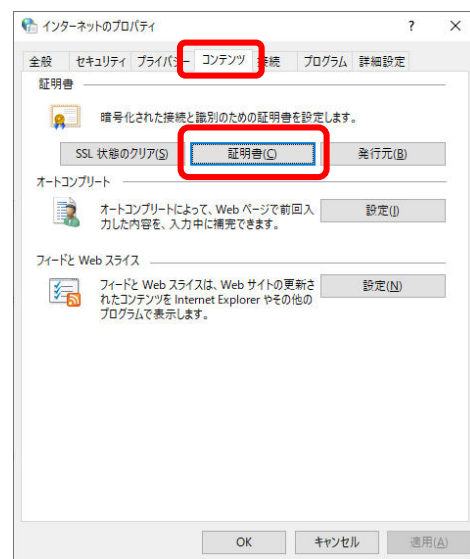 インターネットのプロパティ ? ×
全般 セキュリティ プライバシー コンテンツ 接続 プログラム 詳細設定
証明書
暗号化された接続と識別のための証明書を設定します。
SSL 状態のクリア(S) 証明書(C) 発行元(B)
オートコンプリート
オートコンプリートによって、Web ページで前回入
力した内容を、入力中に補完できます。
設定(I)
フィードと Web スライス
フィードと Web スライスは、Web サイトの更新さ
れたコンテンツを Internet Explorer やその他の
プログラムで表示します。
設定(N)
OK キャンセル 適用(A)